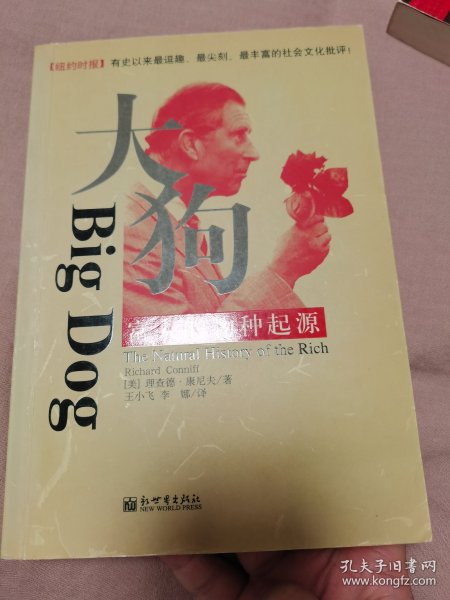 【纽约时报】有史以来最逗趣、最尖刻、最丰富的社会文化批评!
大狗
Big Dog
种起源
The Natural History of the Rich
Richard Conniff
[美] 理查德·康尼夫/著
王小飞 李 娜/译
新世界出版社
NEW WORLD PRESS
孔夫子旧书网
www.kongfz.com